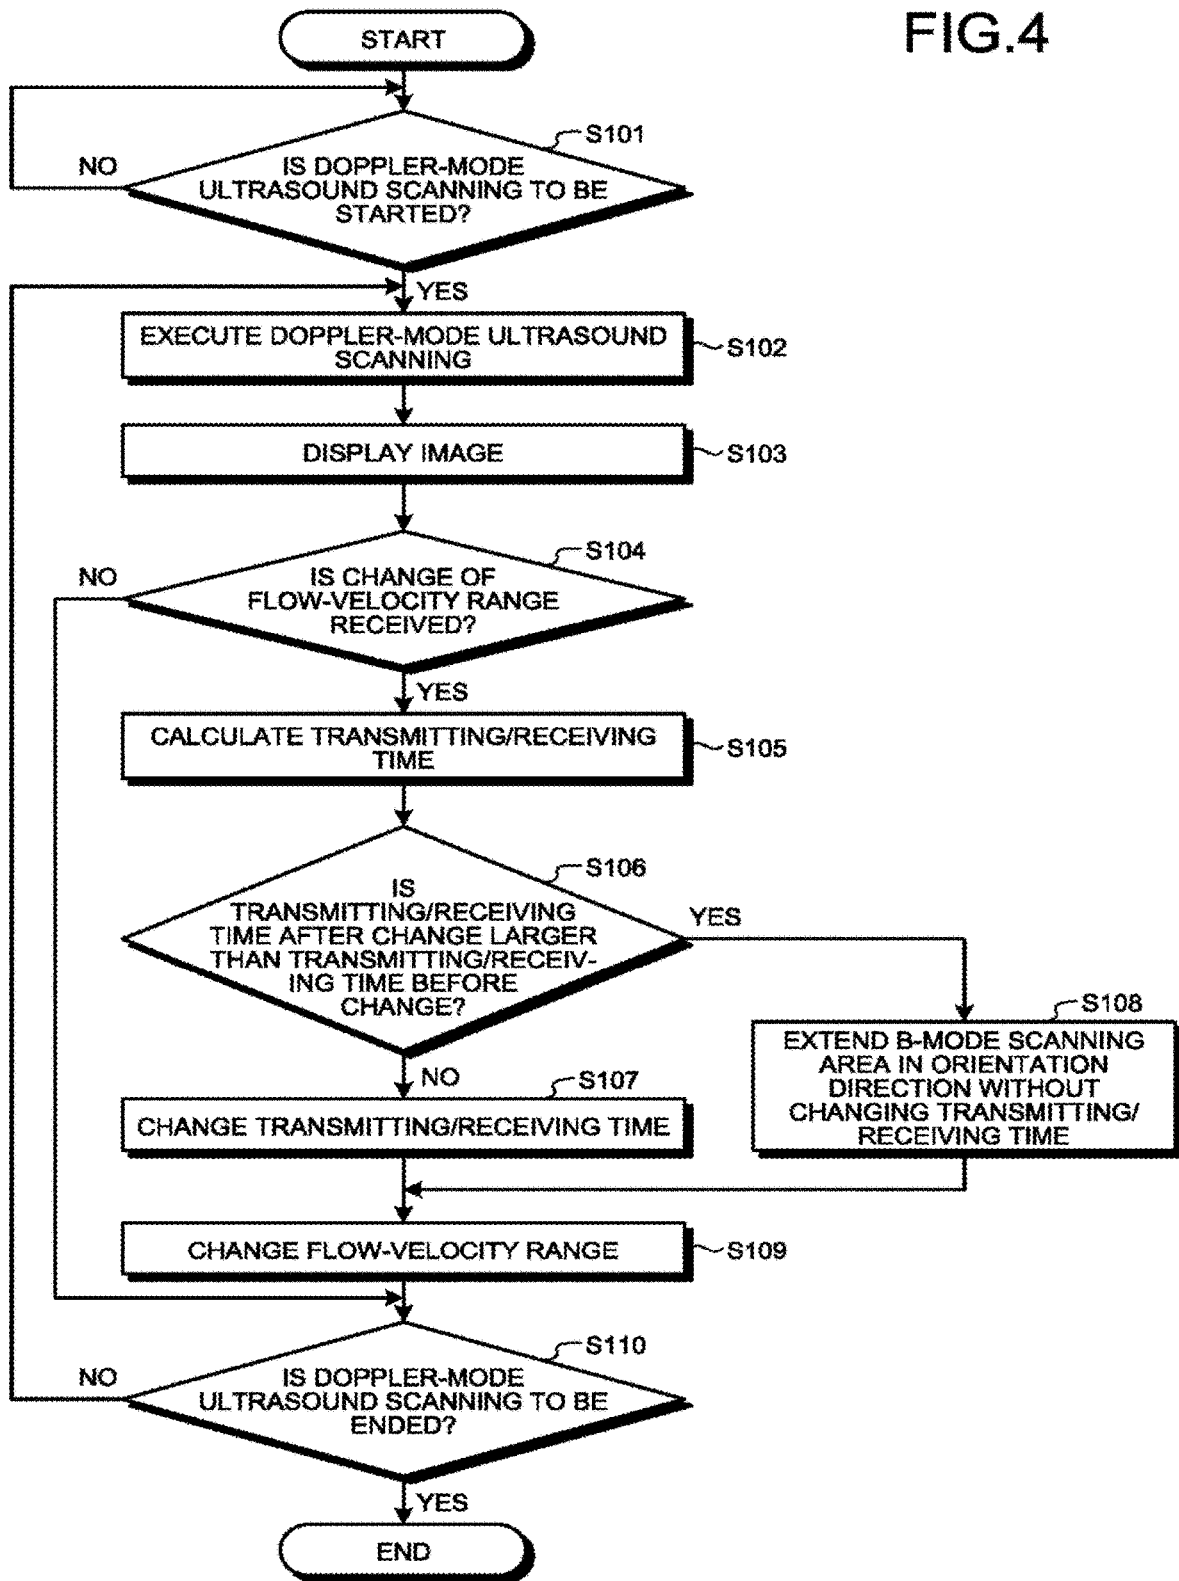 FIG.4
START
S101
NO
IS DOPPLER-MODE
ULTRASOUND SCANNING TO BE
STARTED?
YES
EXECUTE DOPPLER-MODE ULTRASOUND
SCANNING
S102
DISPLAY IMAGE
S103
S104
NO
IS CHANGE OF
FLOW-VELOCITY RANGE
RECEIVED?
YES
CALCULATE TRANSMITTING/RECEIVING
TIME
S105
S106
IS
TRANSMITTING/RECEIVING
TIME AFTER CHANGE LARGER
THAN TRANSMITTING/RECEIV-
ING TIME BEFORE
CHANGE?
YES
NO
S107
CHANGE TRANSMITTING/RECEIVING TIME
S108
EXTEND B-MODE SCANNING
AREA IN ORIENTATION
DIRECTION WITHOUT
CHANGING TRANSMITTING/
RECEIVING TIME
CHANGE FLOW-VELOCITY RANGE
S109
S110
NO
IS DOPPLER-MODE
ULTRASOUND SCANNING TO BE
ENDED?
YES
END